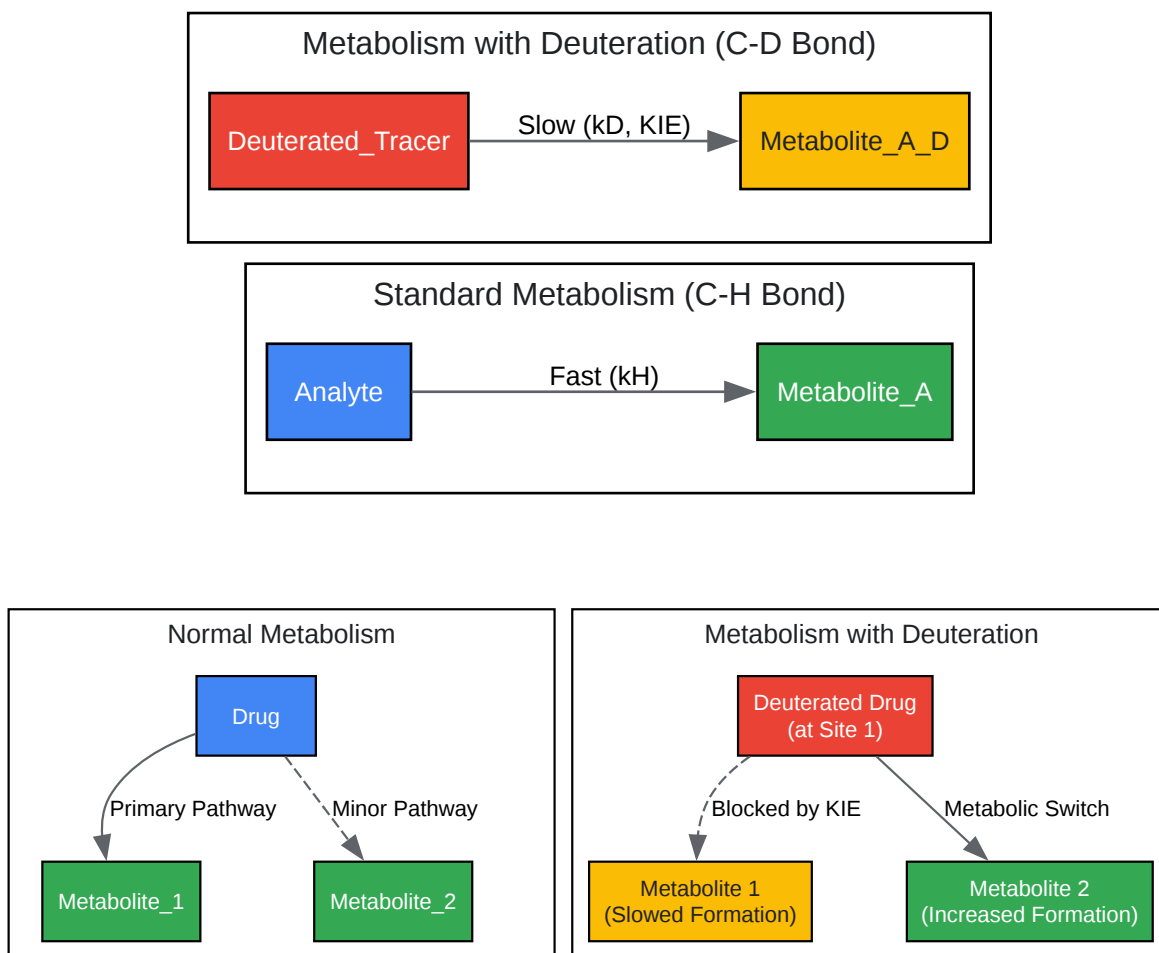 Metabolism with Deuteration (C-D Bond)
Deuterated_Tracer
Slow (kD, KIE)
Metabolite_A_D
Standard Metabolism (C-H Bond)
Analyte
Fast (kH)
Metabolite_A
Normal Metabolism
Drug
Primary Pathway
Minor Pathway
Metabolite_1
Metabolite_2
Metabolism with Deuteration
Deuterated Drug
(at Site 1)
Blocked by KIE
Metabolic Switch
Metabolite 1
(Slowed Formation)
Metabolite 2
(Increased Formation)